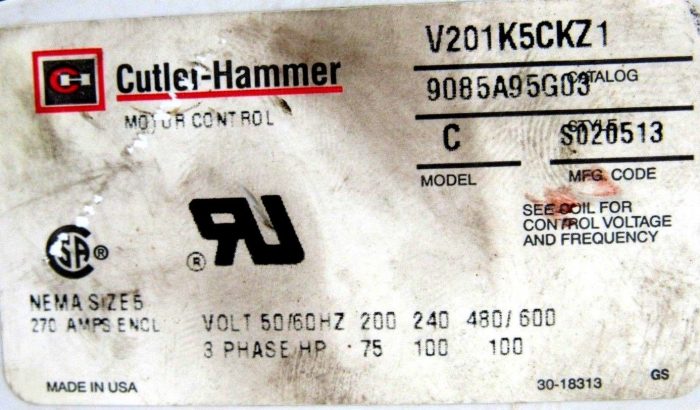 Cutler-Hammer
MOTOR CONTROL
V201K5CKZ1
CATALOG
9085A95G03
STYLE
C S020513
MODEL MFG. CODE
SEE COIL FOR
CONTROL VOLTAGE
AND FREQUENCY
SA ®
®
NEMA SIZE 5
270 AMPS ENCL
VOLT 50/60HZ 200 240 480/600
3 PHASE HP 75 100 100
MADE IN USA
30-18313
GS